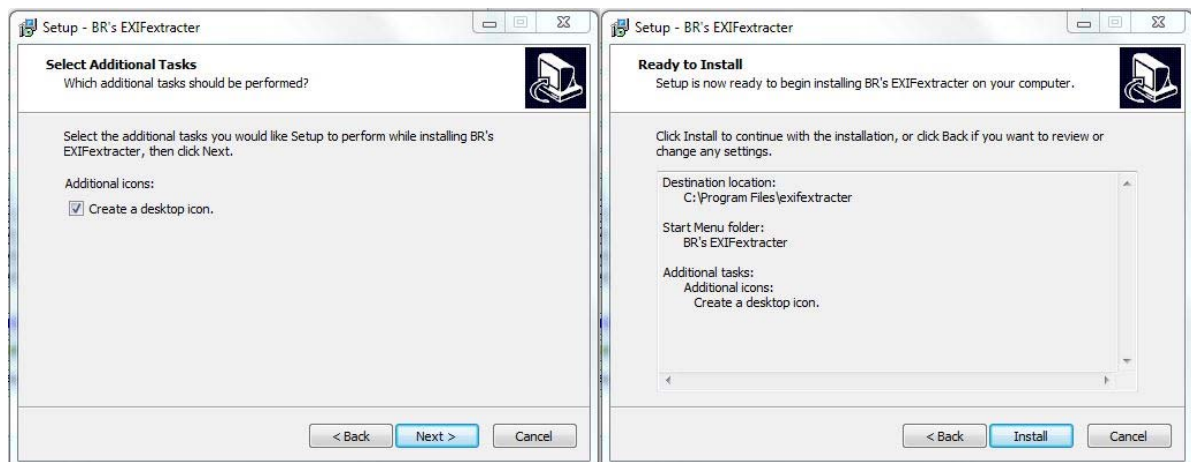 Setup - BR's EXIFextracter
Select Additional Tasks
Which additional tasks should be performed?
Select the additional tasks you would like Setup to perform while installing BR's
EXIFextracter, then click Next.
Additional icons:
Create a desktop icon.
< Back
Next >
Cancel
Setup - BR's EXIFextracter
Ready to Install
Setup is now ready to begin installing BR's EXIFextracter on your computer.
Click Install to continue with the installation, or click Back if you want to review or
change any settings.
Destination location:
C:\Program Files\exifextracter
Start Menu folder:
BR's EXIFextracter
Additional tasks:
Additional icons:
Create a desktop icon.
< Back
Install
Cancel